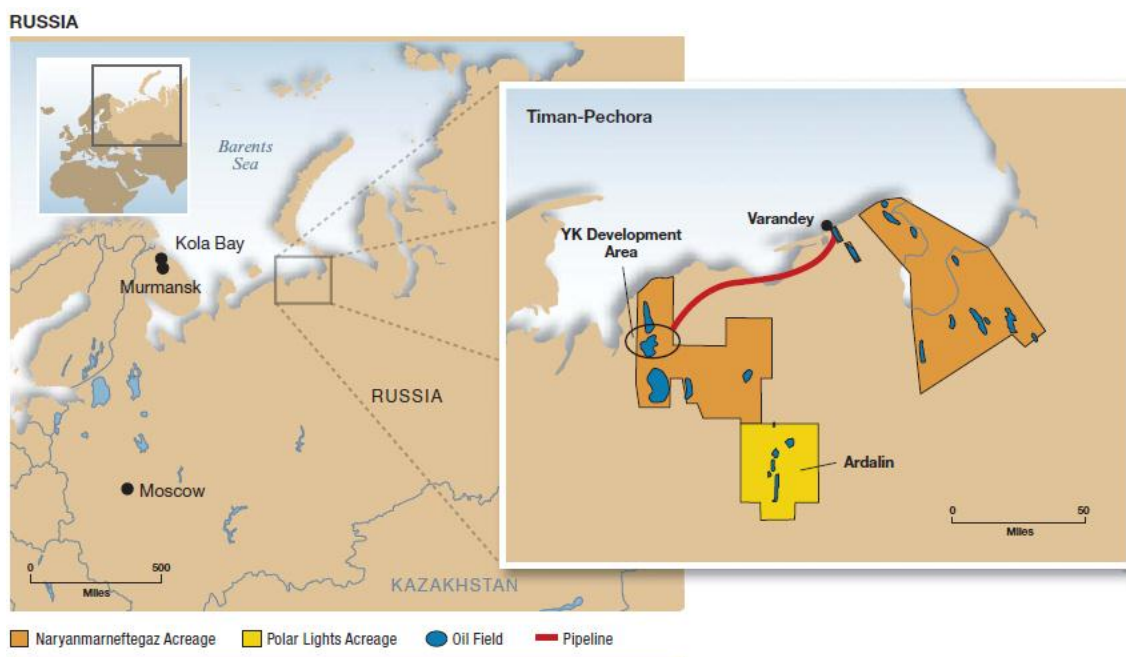 RUSSIA
Barents
Sea
Kola Bay
Murmansk
RUSSIA
Moscow
KAZAKHSTAN
0 500
Miles
Timan-Pechora
Varandey
YK Development
Area
Ardalin
0 50
Miles
Naryanmarneftegaz Acreage Polar Lights Acreage Oil Field Pipeline